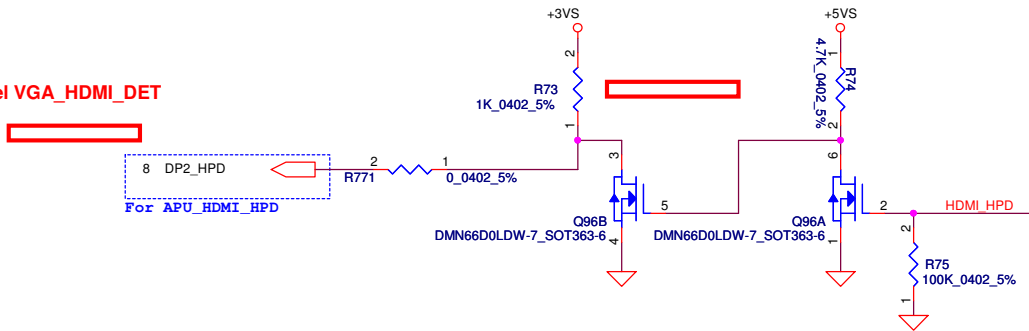 +3VS
+5VS
el VGA_HDMI_DET
2
R73
1K_0402_5%
1
1
R74
4.7K_0402_5%
2
8 DP2_HPD
2
R771
1
0_0402_5%
For APU_HDMI_HPD
3
5
4
Q96B
DMN66D0LDW-7_SOT363-6
6
2
1
Q96A
DMN66D0LDW-7_SOT363-6
HDMI_HPD
2
R75
100K_0402_5%
1